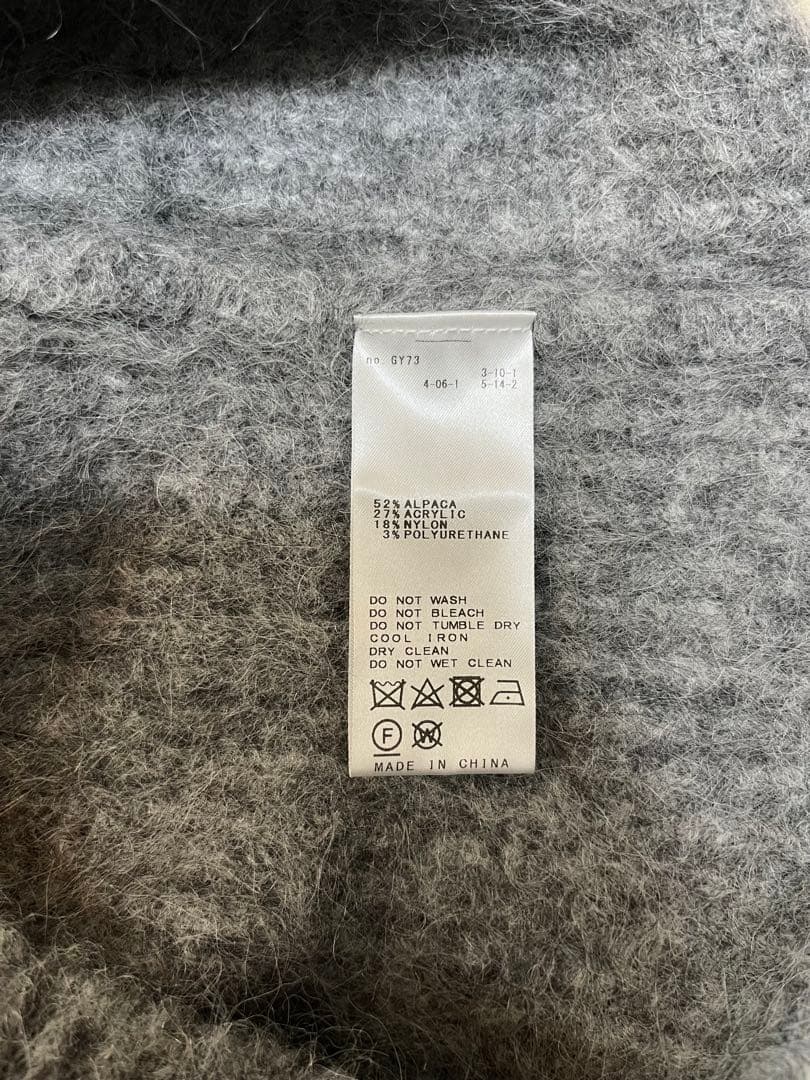 no. GY73
3-10-1
4-06-1 5-14-2
52% ALPACA
27% ACRYLIC
18% NYLON
3% POLYURETHANE
DO NOT WASH
DO NOT BLEACH
DO NOT TUMBLE DRY
COOL IRON
DRY CLEAN
DO NOT WET CLEAN
F W
MADE IN CHINA